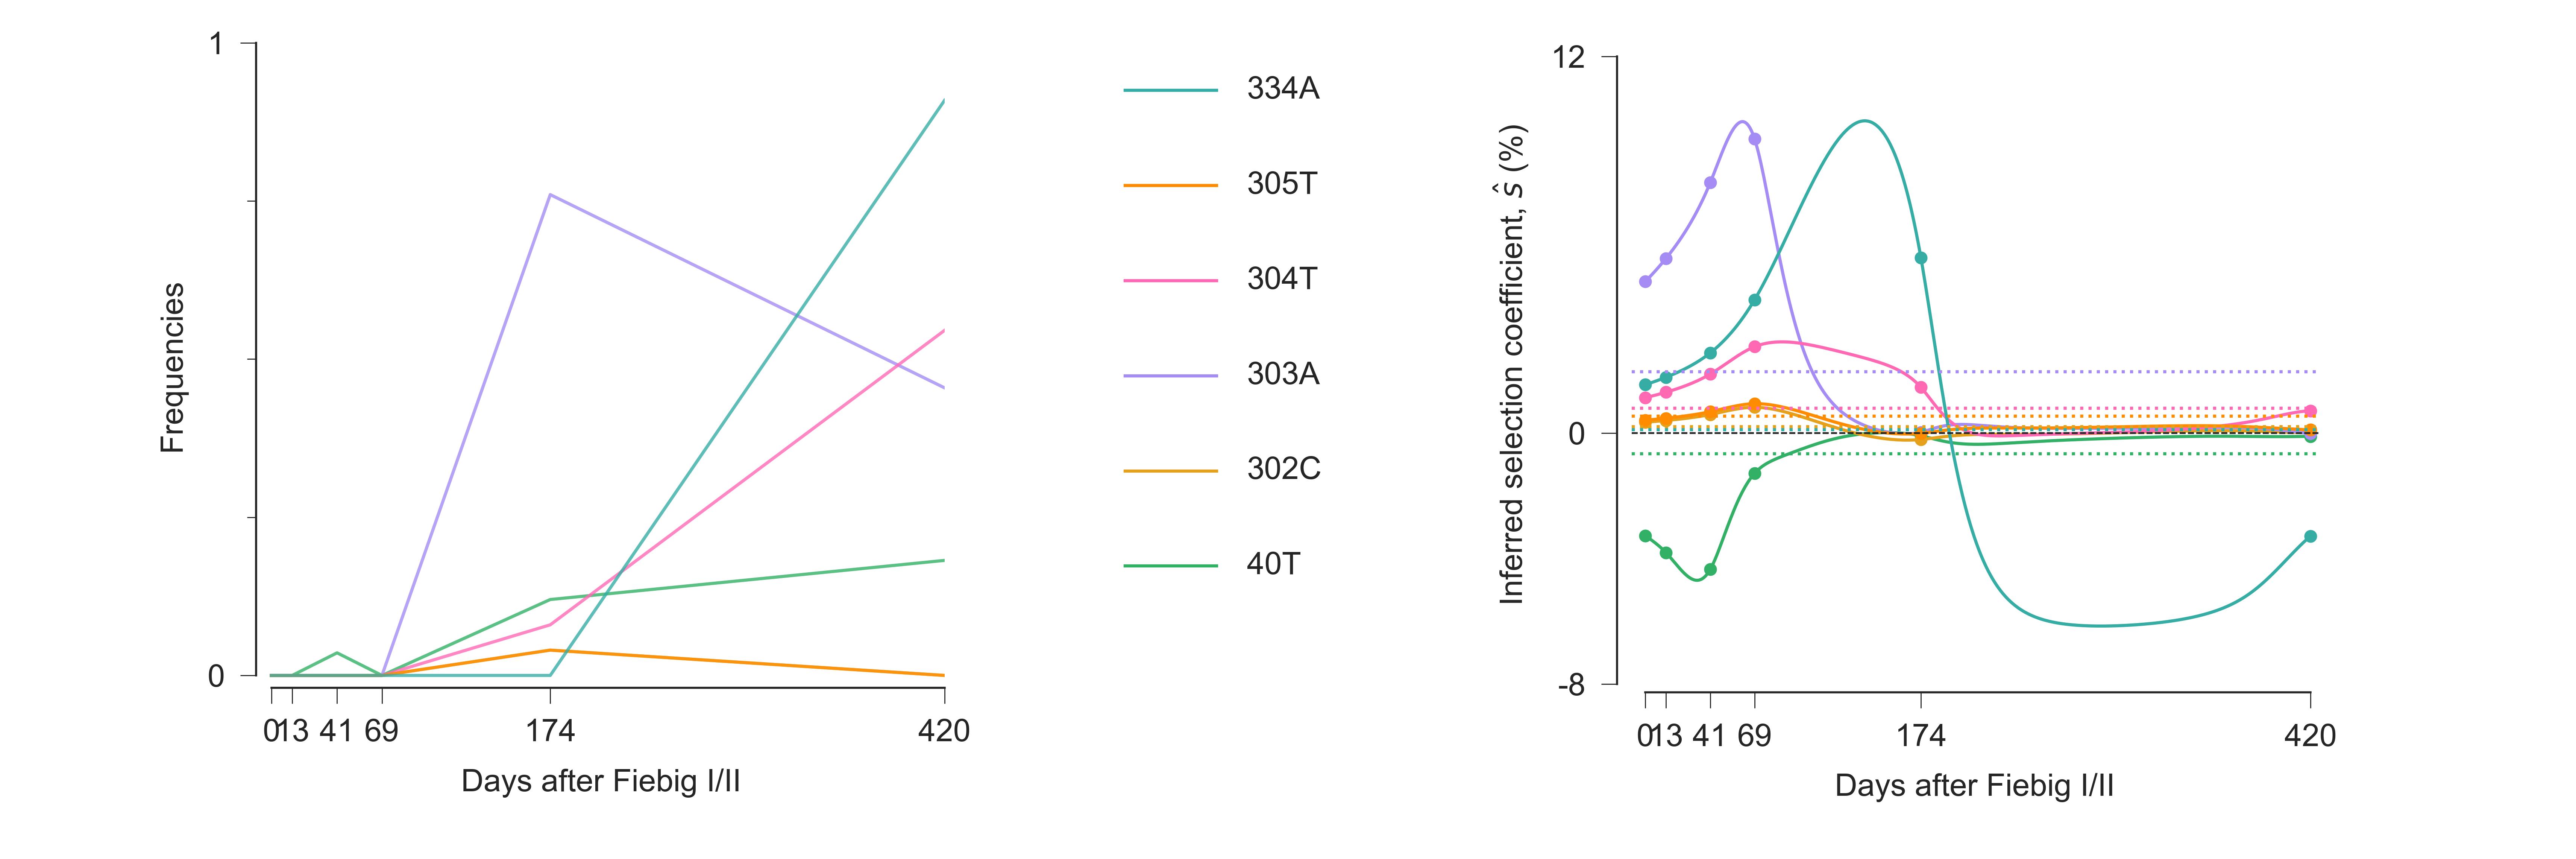 1
0
Frequencies
0 13 41 69 174 420
Days after Fiebig I/II
334A
305T
304T
303A
302C
40T
12
0
-8
Inferred selection coefficient, ŝ (%)
0 13 41 69 174 420
Days after Fiebig I/II